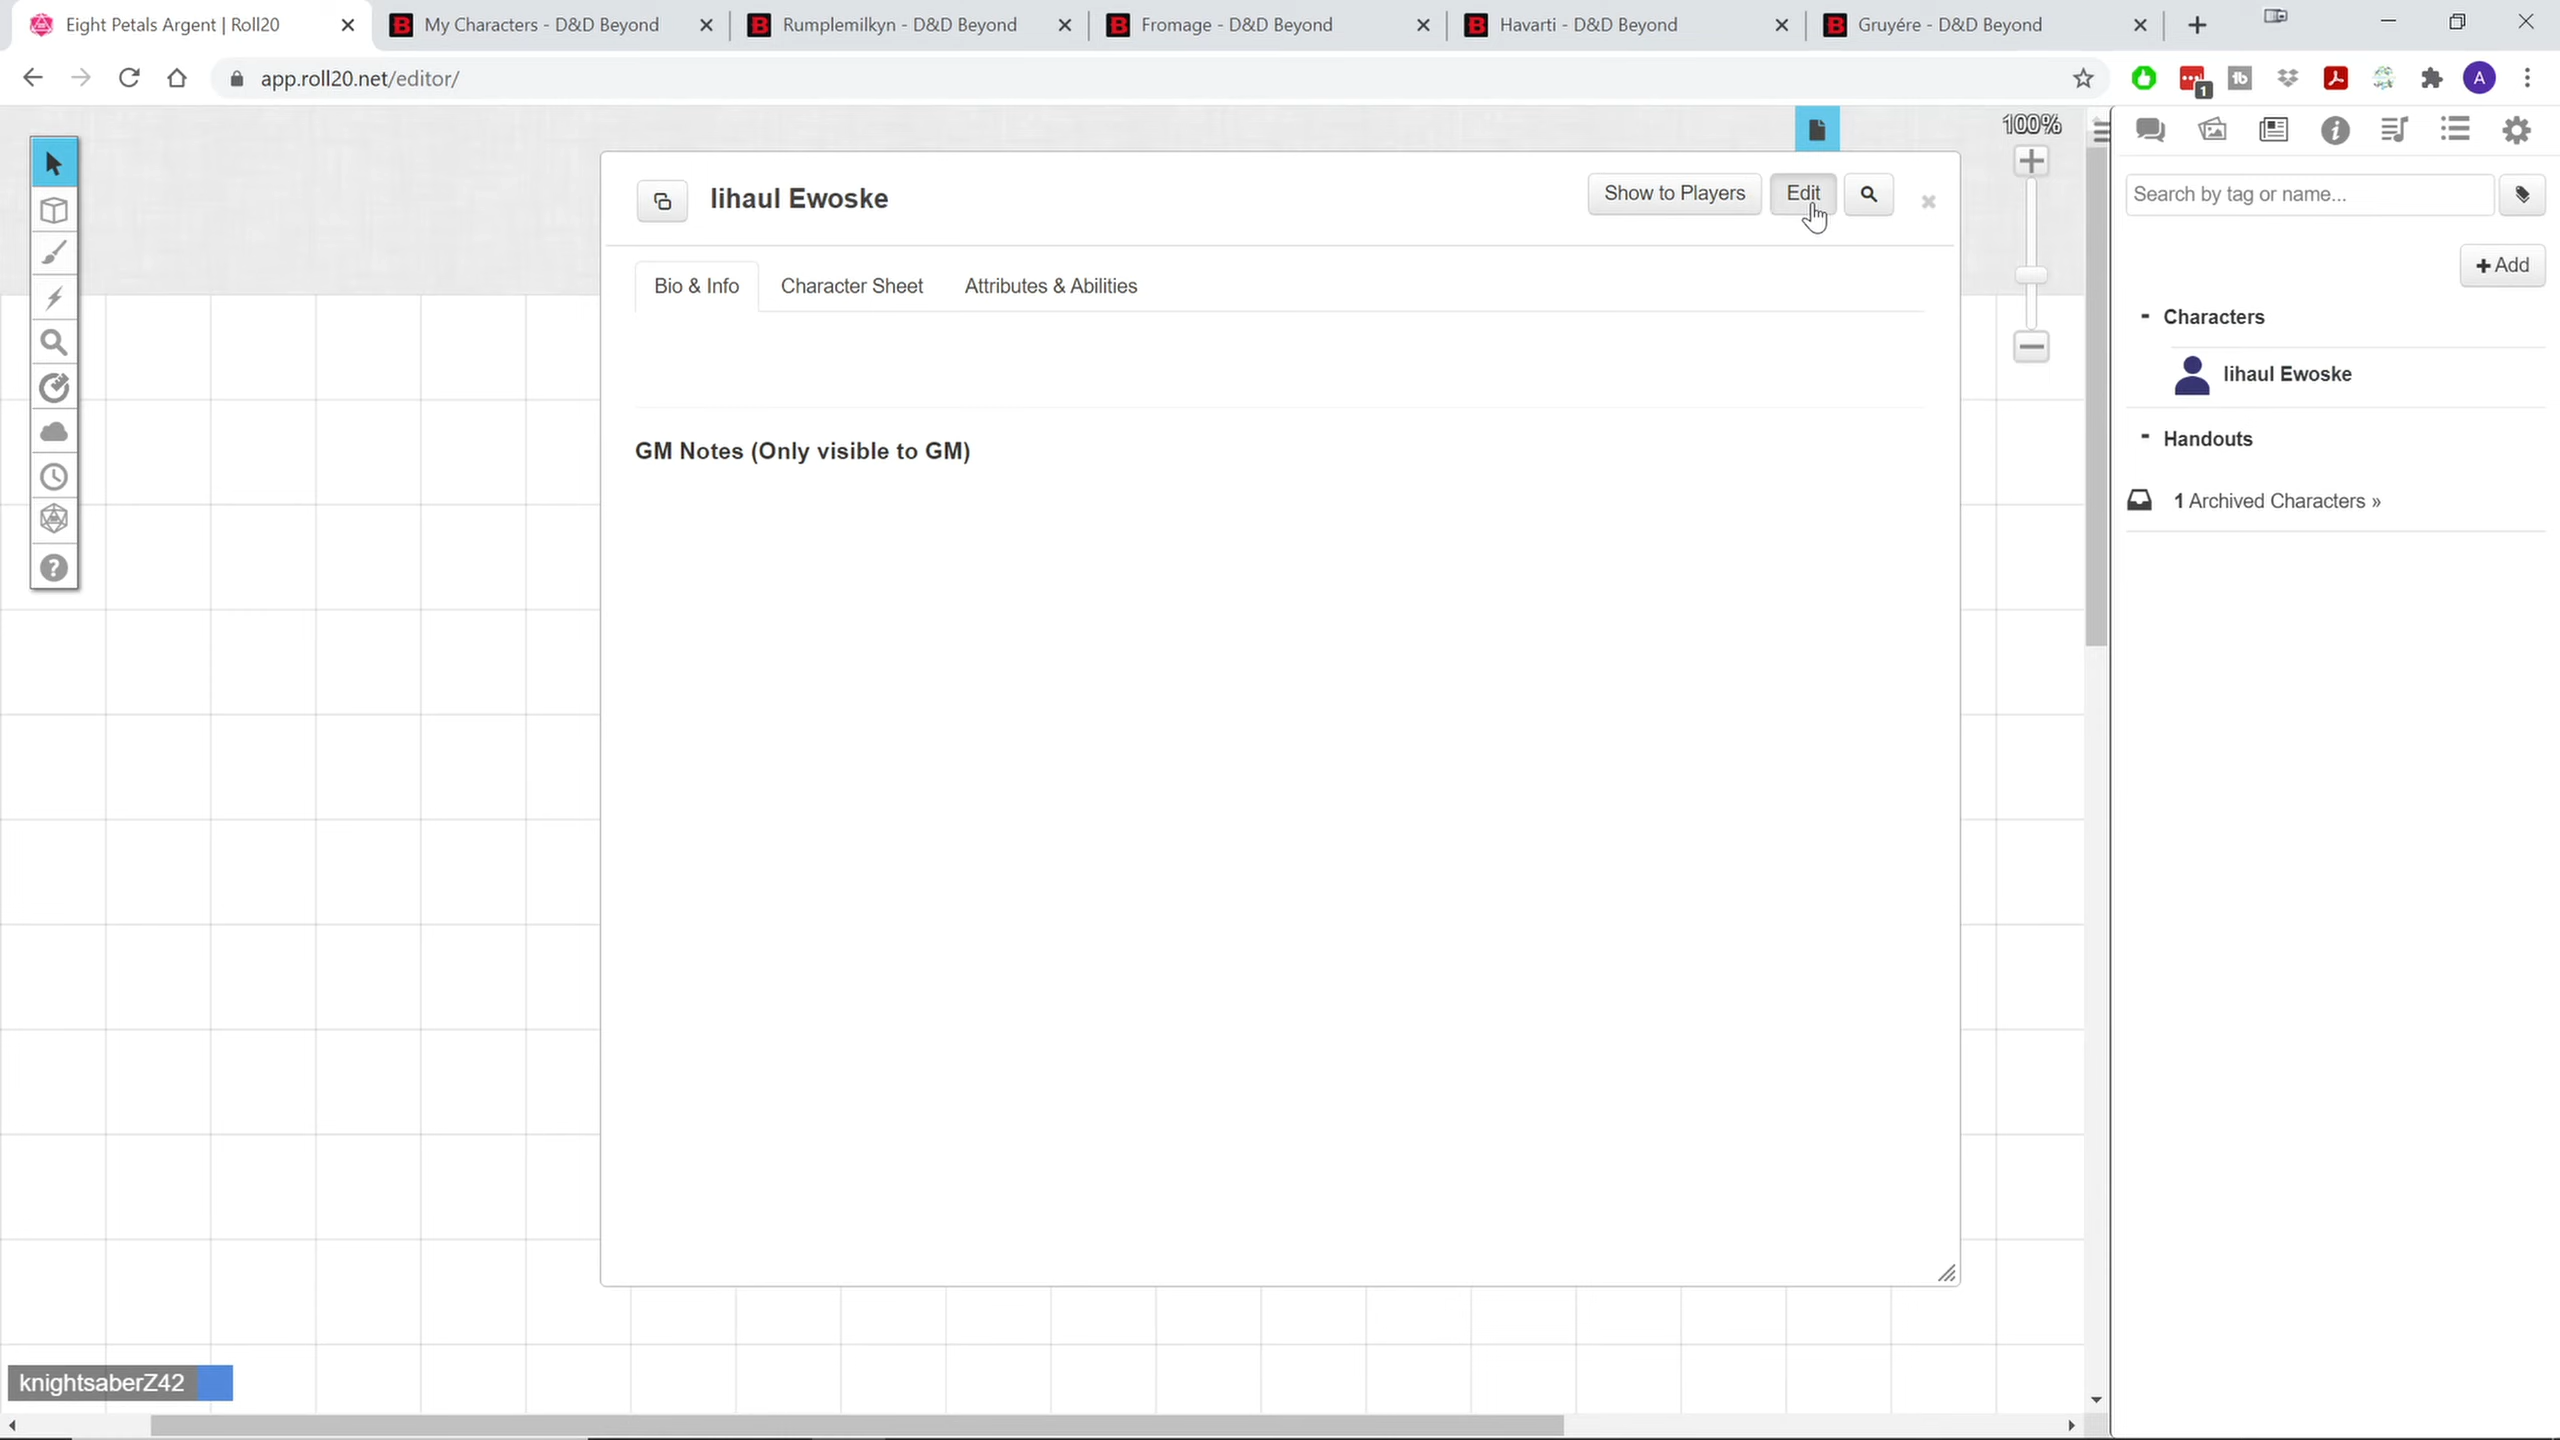 Eight Petals Argent | Roll20
My Characters - D&D Beyond
Rumplemilkyn - D&D Beyond
Fromage - D&D Beyond
Havarti - D&D Beyond
Gruyére - D&D Beyond
app.roll20.net/editor/
1
A
100%
lihaul Ewoske
Show to Players
Edit
Search by tag or name...
Add
Bio & Info
Character Sheet
Attributes & Abilities
- Characters
lihaul Ewoske
- Handouts
GM Notes (Only visible to GM)
1 Archived Characters »
knightsaberZ42